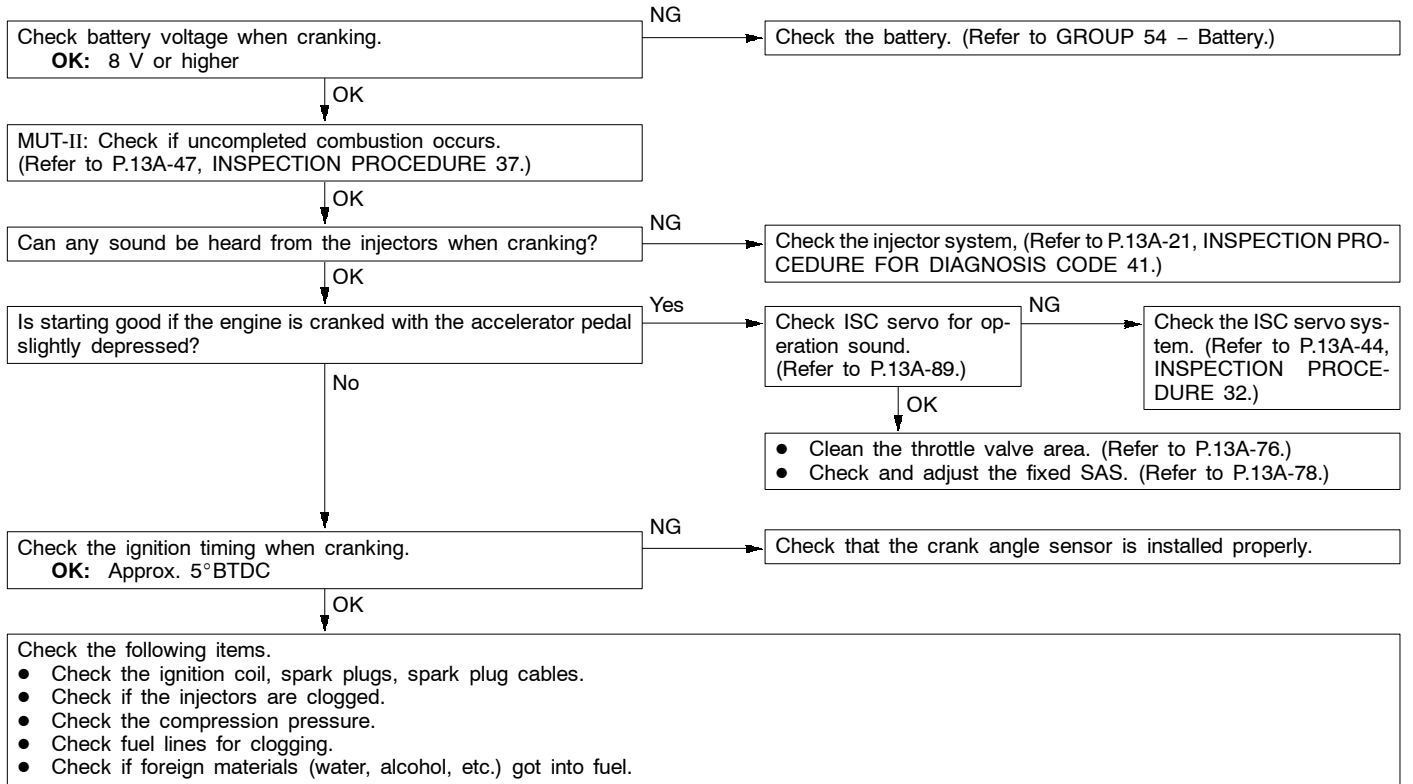 Check battery voltage when cranking.
OK: 8 V or higher
NG
Check the battery. (Refer to GROUP 54 – Battery.)
OK
MUT-II: Check if uncompleted combustion occurs.
(Refer to P.13A-47, INSPECTION PROCEDURE 37.)
OK
Can any sound be heard from the injectors when cranking?
NG
Check the injector system, (Refer to P.13A-21, INSPECTION PRO-
CEDURE FOR DIAGNOSIS CODE 41.)
OK
Is starting good if the engine is cranked with the accelerator pedal
slightly depressed?
Yes
Check ISC servo for op-
eration sound.
(Refer to P.13A-89.)
NG
Check the ISC servo sys-
tem. (Refer to P.13A-44,
INSPECTION PROCE-
DURE 32.)
OK
● Clean the throttle valve area. (Refer to P.13A-76.)
● Check and adjust the fixed SAS. (Refer to P.13A-78.)
No
Check the ignition timing when cranking.
OK: Approx. 5°BTDC
NG
Check that the crank angle sensor is installed properly.
OK
Check the following items.
● Check the ignition coil, spark plugs, spark plug cables.
● Check if the injectors are clogged.
● Check the compression pressure.
● Check fuel lines for clogging.
● Check if foreign materials (water, alcohol, etc.) got into fuel.